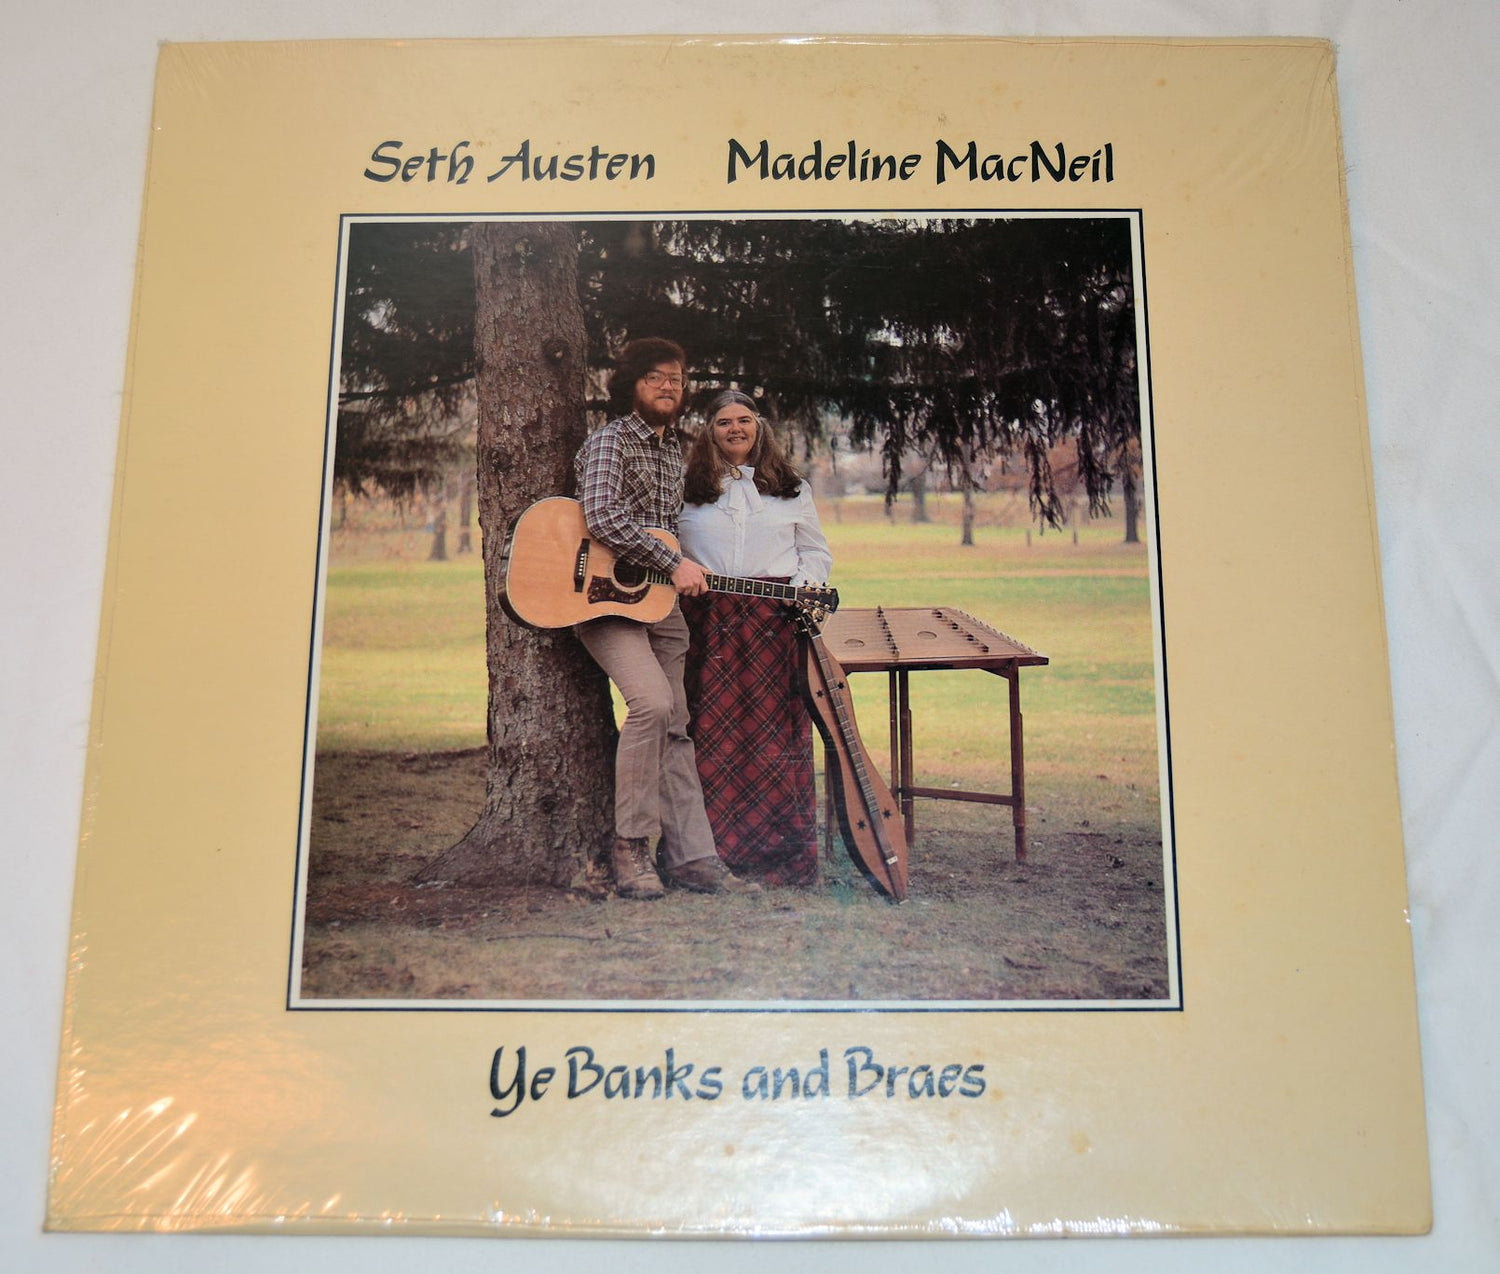 Seth Austen Madeline MacNeil
Ye Banks and Braes